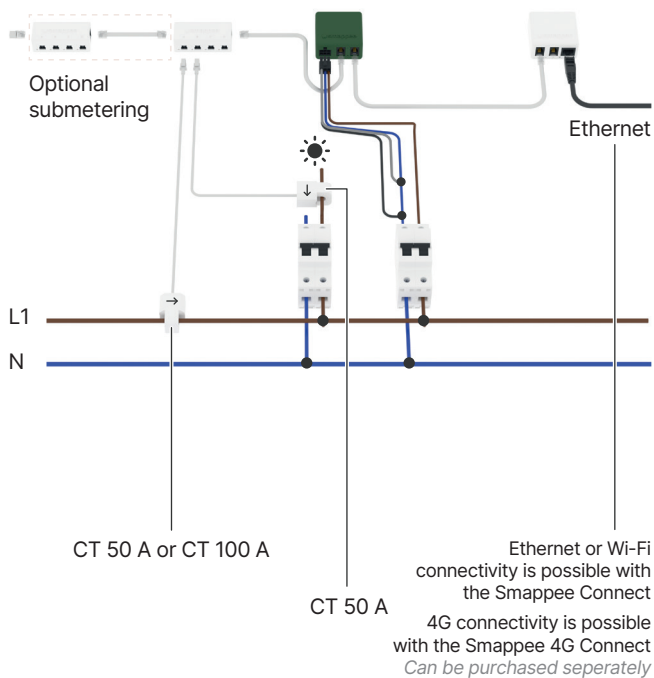 Optional
submetering
Ethernet
L1
N
CT 50 A or CT 100 A
CT 50 A
Ethernet or Wi-Fi
connectivity is possible with
the Smappee Connect
4G connectivity is possible
with the Smappee 4G Connect
Can be purchased seperately